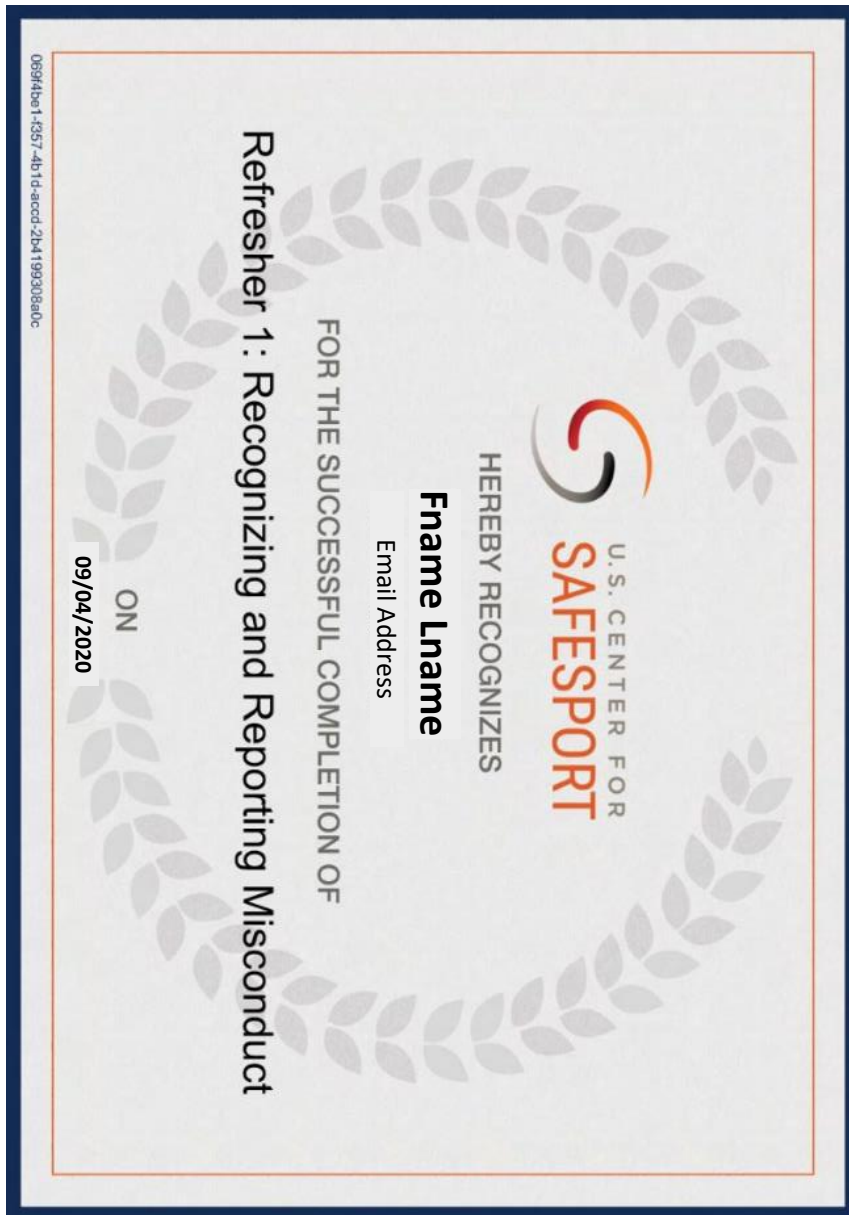 U.S. CENTER FOR
SAFESPORT
HEREBY RECOGNIZES
Fname Lname
Email Address
FOR THE SUCCESSFUL COMPLETION OF
Refresher 1: Recognizing and Reporting Misconduct
ON
09/04/2020
069f4be1-f357-4b1d-accd-2b4199308a0c